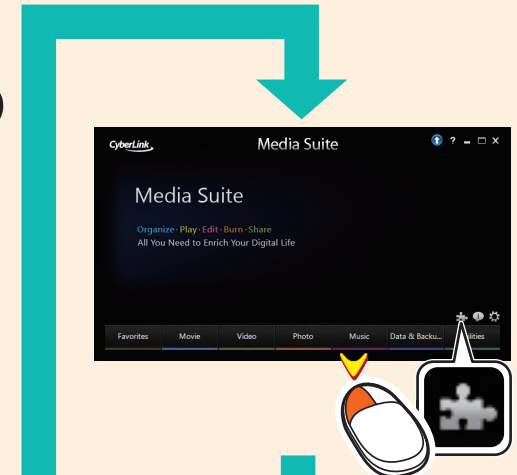 CyberLink
Media Suite
?
Media Suite
Organize·Play·Edit·Burn·Share
All You Need to Enrich Your Digital Life
Favorites
Movie
Video
Photo
Music
Data & Backu...